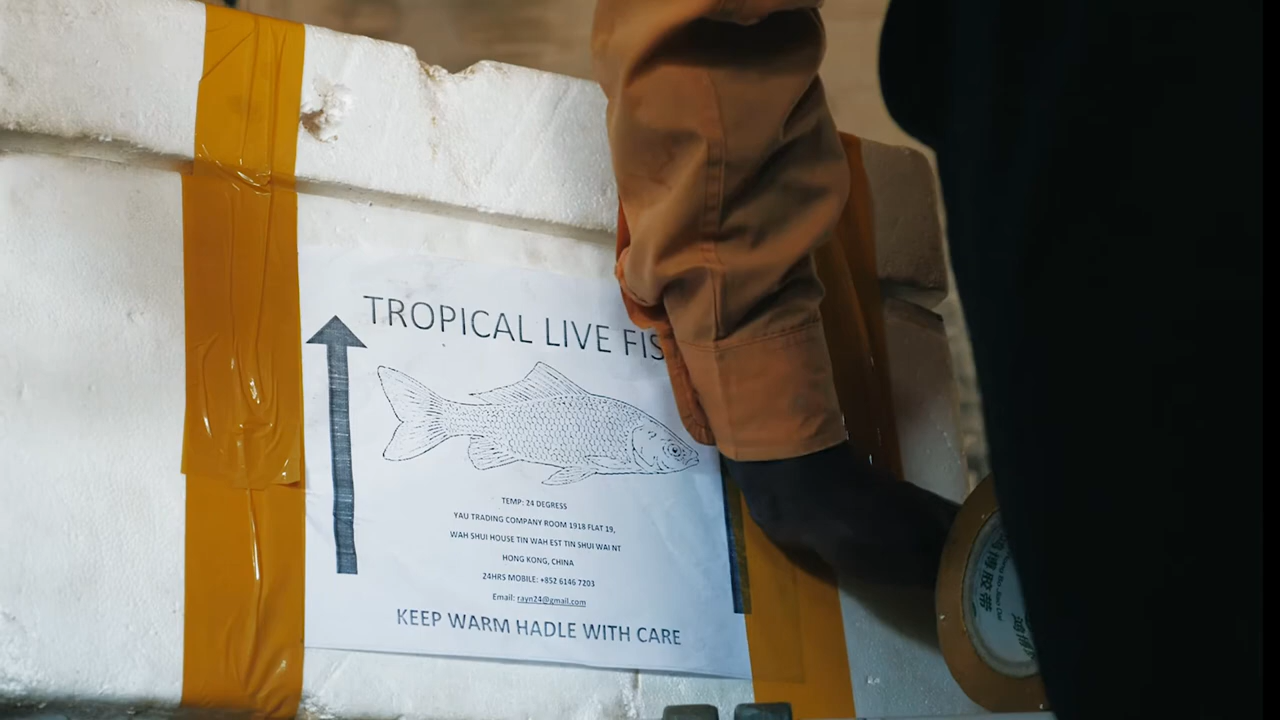 TROPICAL LIVE FIS
TEMP: 24 DEGRESS
YAU TRADING COMPANY ROOM 1918 FLAT 19,
WAH SHUI HOUSE TIN WAH EST TIN SHUI WAI NT
HONG KONG, CHINA
24HRS MOBILE: +852 6146 7203
Email: rayn24@gmail.com
KEEP WARM HADLE WITH CARE